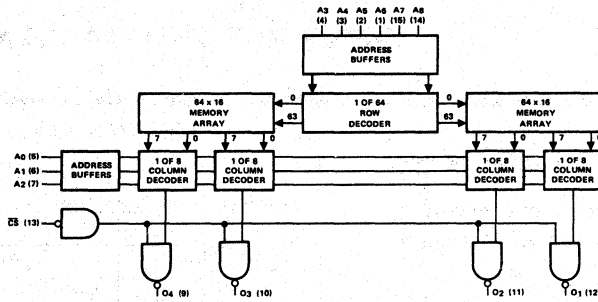 A3 A4 A5 A6 A7 A8
(4) (3) (2) (1) (15) (14)
ADDRESS
BUFFERS
64 x 16
MEMORY
ARRAY
0
63
1 OF 64
ROW
DECODER
0
63
64 x 16
MEMORY
ARRAY
7 0 7 0
7 0 7
A0 (5)
A1 (6)
A2 (7)
ADDRESS
BUFFERS
1 OF 8
COLUMN
DECODER
1 OF 8
COLUMN
DECODER
1 OF 8
COLUMN
DECODER
1 OF 8
COLUMN
DECODER
CS (13)
O4 (9)
O3 (10)
O2 (11)
O1 (12